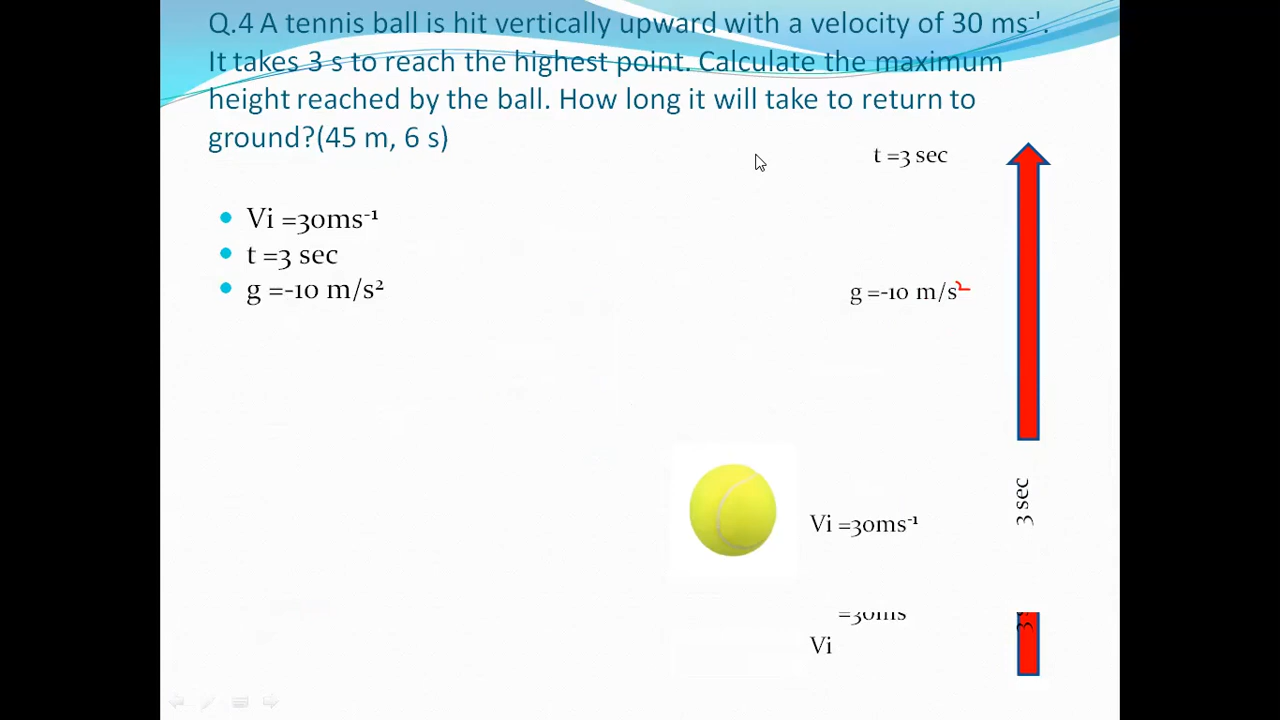 Q.4 A tennis ball is hit vertically upward with a velocity of 30 ms⁻¹.
It takes 3 s to reach the highest point. Calculate the maximum
height reached by the ball. How long it will take to return to
ground?(45 m, 6 s)
t =3 sec
• Vi =30ms⁻¹
• t =3 sec
• g =-10 m/s²
g =-10 m/s²
3 sec
Vi =30ms⁻¹
=30ms
Vi